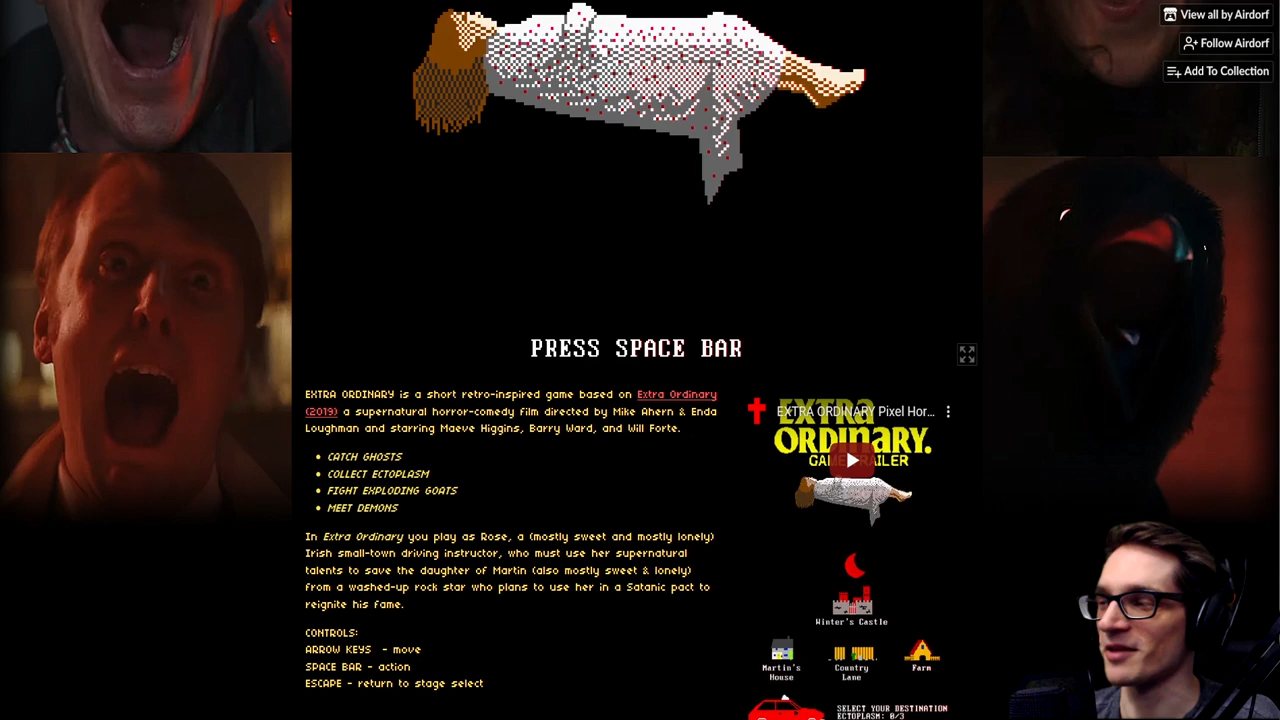 View all by Airdorf
Follow Airdorf
Add To Collection
PRESS SPACE BAR
EXTRA ORDINARY is a short retro-inspired game based on Extra Ordinary
(2019) a supernatural horror-comedy film directed by Mike Ahern & Enda
Loughman and starring Maeve Higgins, Barry Ward, and Will Forte.
• CATCH GHOSTS
• COLLECT ECTOPLASM
• FIGHT EXPLODING GOATS
• MEET DEMONS
In Extra Ordinary you play as Rose, a (mostly sweet and mostly lonely)
Irish small-town driving instructor, who must use her supernatural
talents to save the daughter of Martin (also mostly sweet & lonely)
from a washed-up rock star who plans to use her in a Satanic pact to
reignite his fame.
CONTROLS:
ARROW KEYS - move
SPACE BAR - action
ESCAPE - return to stage select
EXTRA ORDINARY Pixel Hor...
EXTRA
ORDINARY.
Winter's Castle
Martin's
House
Country
Lane
Farm
SELECT YOUR DESTINATION
ECTOPLASM: 0/3